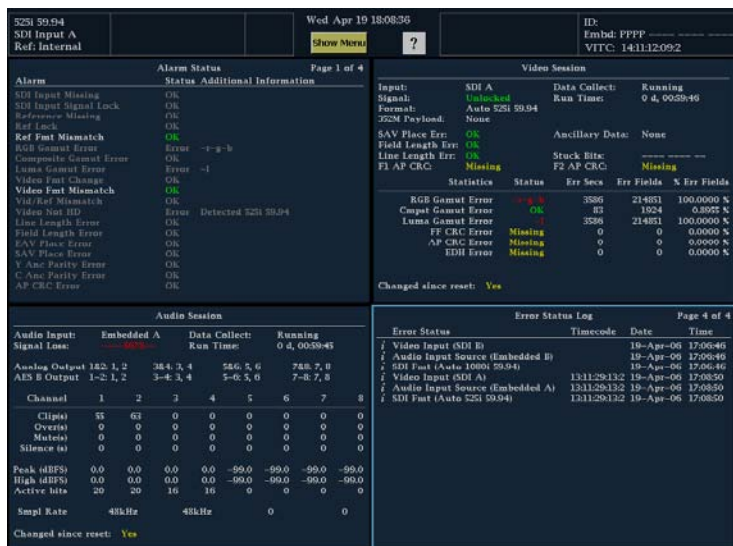 525i 59.94
SDI Input A
Ref: Internal
Wed Apr 19 18:08:36
Show Menu
?
ID:
Embd: PPPP ---- ---- ----
VITC: 14:11:12:09:2
Alarm Status Page 1 of 4
Alarm Status Additional Information
SDI Input Missing OK
SDI Input Signal Lock OK
Reference Missing OK
Ref Lock OK
Ref Fmt Mismatch OK
RGB Gamut Error Error -r-g-b
Composite Gamut Error OK
Luma Gamut Error Error -l
Video Fmt Change OK
Video Fmt Mismatch OK
Vid/Ref Mismatch OK
Video Not HD Error Detected 525i 59.94
Line Length Error OK
Field Length Error OK
EAV Place Error OK
SAV Place Error OK
Y Anc Parity Error OK
C Anc Parity Error OK
AP CRC Error OK
Video Session
Input: SDI A Data Collect: Running
Signal: Unlocked Run Time: 0 d, 00:59:46
Format: Auto 525i 59.94
352M Payload: None
SAV Place Err: OK Ancillary Data: None
Field Length Err: OK
Line Length Err: OK Stuck Bits: ---- ---- --
F1 AP CRC: Missing F2 AP CRC: Missing
Statistics Status Err Secs Err Fields % Err Fields
RGB Gamut Error -r-g-b 3586 214851 100.0000 %
Cmpst Gamut Error OK 83 1924 0.8955 %
Luma Gamut Error -l 3586 214851 100.0000 %
FF CRC Error Missing 0 0 0.0000 %
AP CRC Error Missing 0 0 0.0000 %
EDH Error Missing 0 0 0.0000 %
Changed since reset: Yes
Audio Session
Audio Input: Embedded A Data Collect: Running
Signal Loss: Run Time: 0 d, 00:59:45
Analog Output 1&2: 1, 2 3&4: 3, 4 5&6: 5, 6 7&8: 7, 8
AES B Output 1-2: 1, 2 3-4: 3, 4 5-6: 5, 6 7-8: 7, 8
Channel 1 2 3 4 5 6 7 8
Clip(s) 55 63 0 0 0 0 0 0
Over(s) 0 0 0 0 0 0 0 0
Mute(s) 0 0 0 0 0 0 0 0
Silence (s) 0 0 0 0 0 0 0 0
Peak (dBFS) 0.0 0.0 0.0 0.0 -99.0 -99.0 -99.0 -99.0
High (dBFS) 0.0 0.0 0.0 0.0 -99.0 -99.0 -99.0 -99.0
Active bits 20 20 16 16 0 0 0 0
Smpl Rate 48kHz 48kHz 0 0
Changed since reset: Yes
Error Status Log Page 4 of 4
Error Status Timecode Date Time
i Video Input (SDI B) 19-Apr-06 17:06:46
i Audio Input Source (Embedded B) 19-Apr-06 17:06:46
i SDI Fmt (Auto 1080i 59.94) 19-Apr-06 17:06:46
i Video Input (SDI A) 13:11:29:13:2 19-Apr-06 17:08:50
i Audio Input Source (Embedded A) 13:11:29:13:2 19-Apr-06 17:08:50
i SDI Fmt (Auto 525i 59.94) 13:11:29:13:2 19-Apr-06 17:08:50